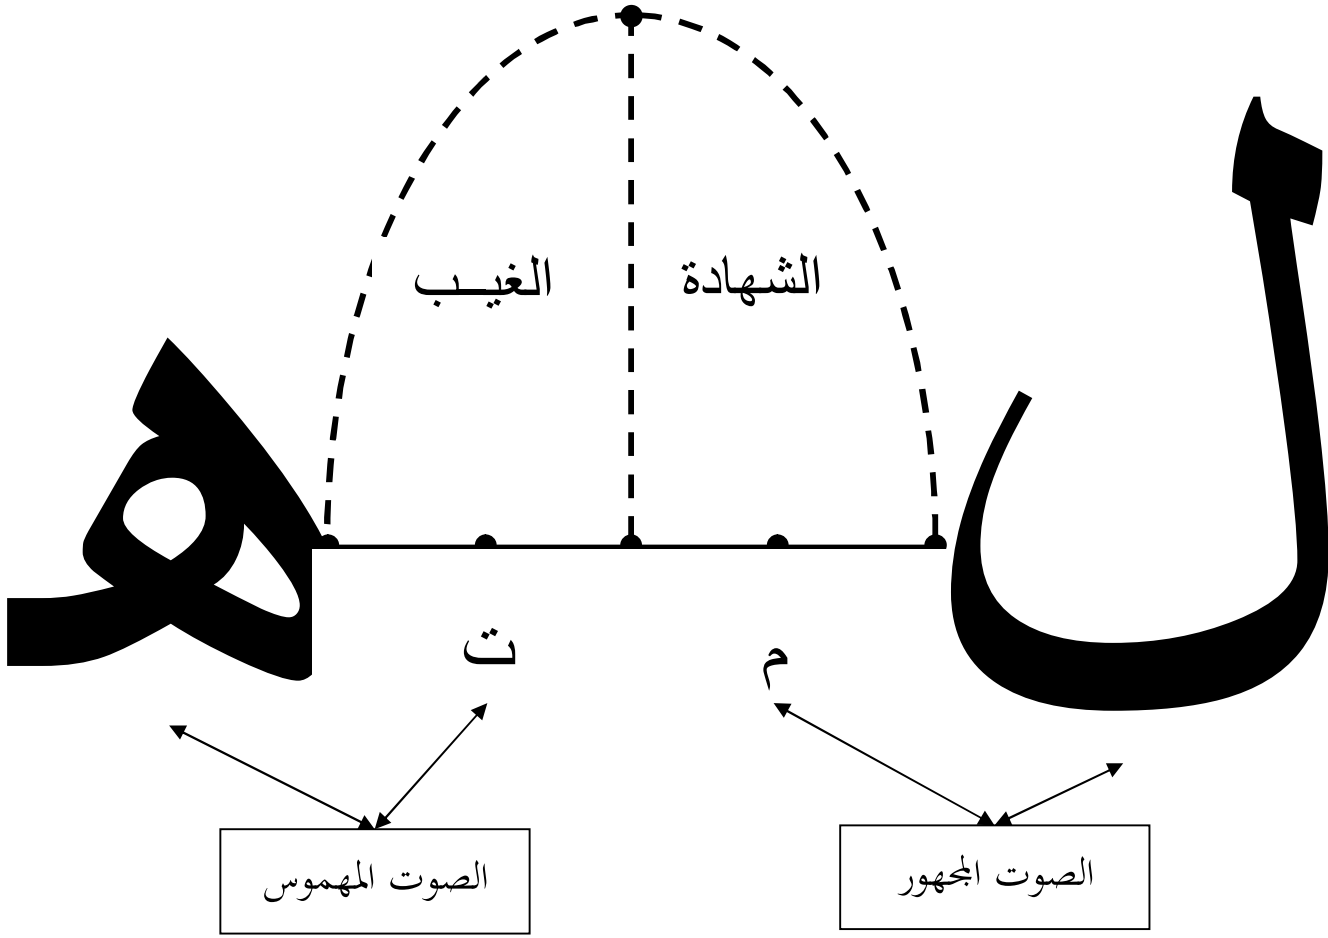 ل
الشهادة
الغيـب
هـ
م
ت
الصوت المجهور
الصوت المهموس